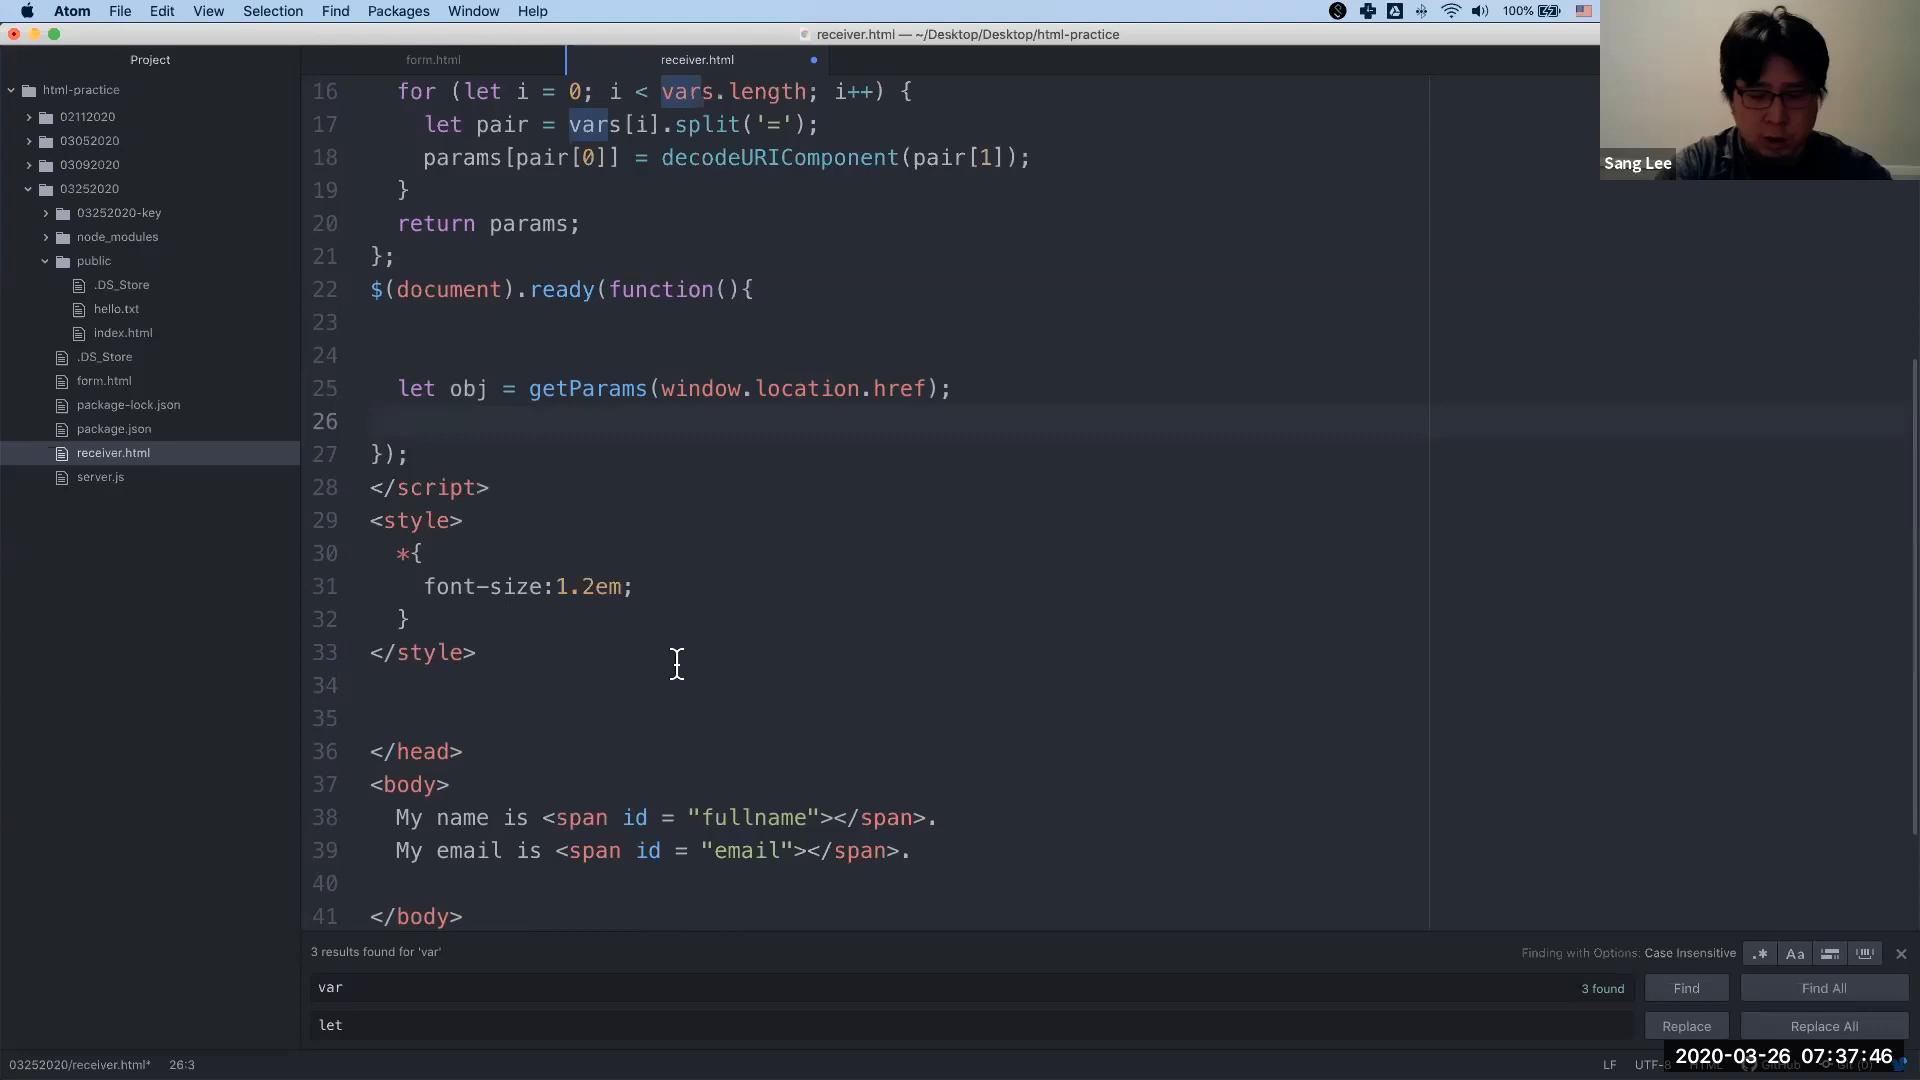 Atom File Edit View Selection Find Packages Window Help 100%
receiver.html — ~/Desktop/Desktop/html-practice
Project
form.html
receiver.html
html-practice
02112020
03052020
03092020
03252020
03252020-key
node_modules
public
.DS_Store
hello.txt
index.html
.DS_Store
form.html
package-lock.json
package.json
receiver.html
server.js
16 for (let i = 0; i < vars.length; i++) {
17 let pair = vars[i].split('=');
18 params[pair[0]] = decodeURIComponent(pair[1]);
19 }
20 return params;
21 };
22 $(document).ready(function(){
23
24
25 let obj = getParams(window.location.href);
26
27 });
28 </script>
29 <style>
30 *{
31 font-size:1.2em;
32 }
33 </style>
34
35
36 </head>
37 <body>
38 My name is <span id = "fullname"></span>.
39 My email is <span id = "email"></span>.
40
41 </body>
Sang Lee
3 results found for 'var'
Finding with Options: Case Insensitive
.* Aa
var
3 found
Find
Find All
let
Replace
Replace All
03252020/receiver.html* 26:3
LF
2020-03-26 07:37:46